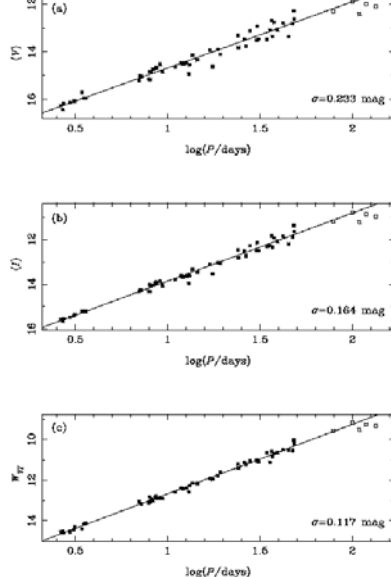 12
(a)
14
⟨V⟩
16
σ=0.233 mag
0.5 1 1.5 2
log(P/days)
(b)
12
⟨I⟩
14
16
σ=0.164 mag
0.5 1 1.5 2
log(P/days)
(c)
10
W_VI
12
14
σ=0.117 mag
0.5 1 1.5 2
log(P/days)